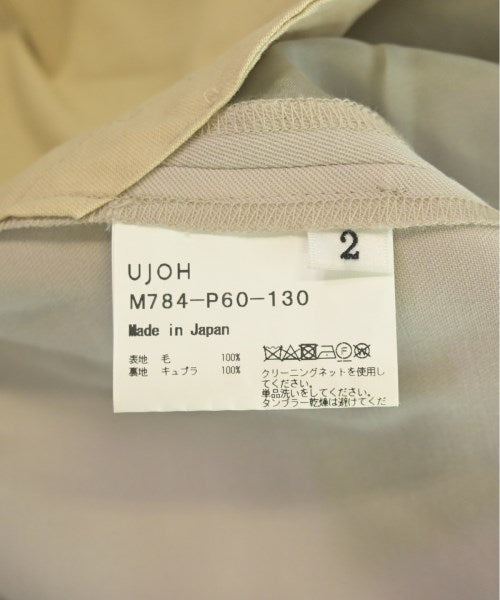 2
UJOH
M784-P60-130
Made in Japan
表地 毛 100%
裏地 キュプラ 100%
クリーニングネットを使用し
てください。
単品洗いをしてください。
タンブラー乾燥は避けてくだ